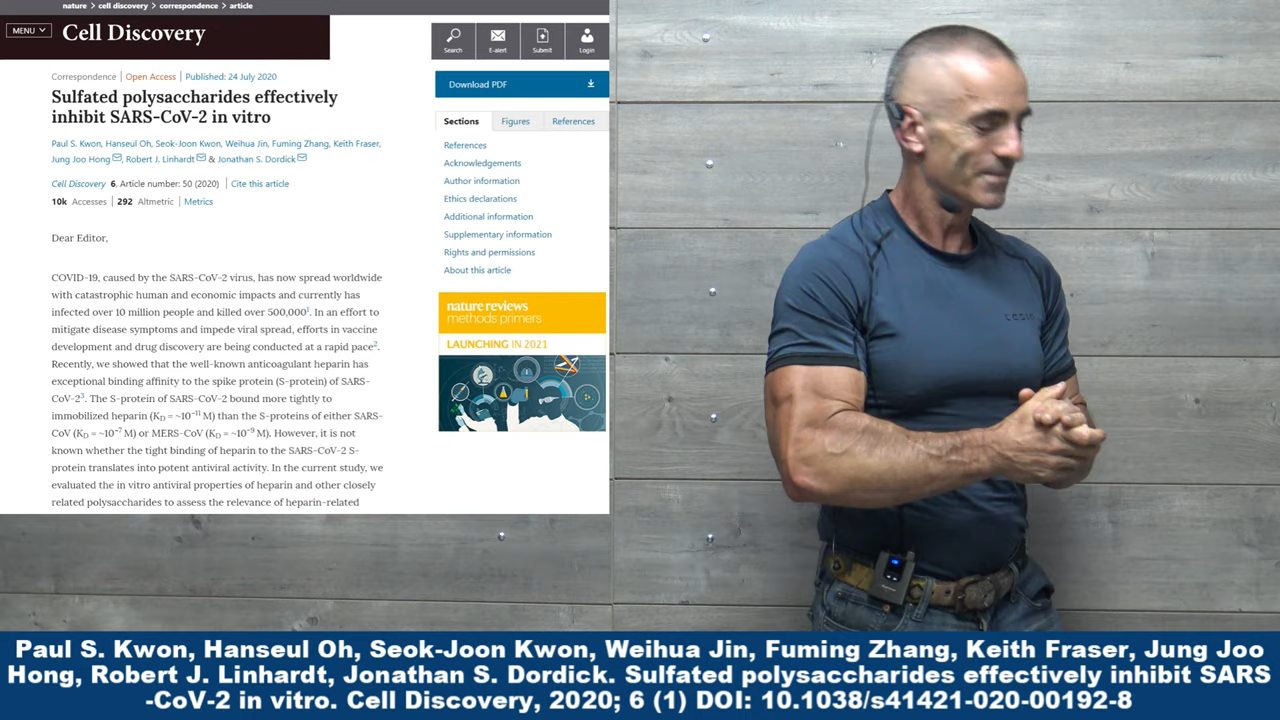 nature > cell discovery > correspondence > article
MENU
Cell Discovery
Search
E-alert
Submit
Login
Correspondence | Open Access | Published: 24 July 2020
Sulfated polysaccharides effectively
inhibit SARS-CoV-2 in vitro
Paul S. Kwon, Hanseul Oh, Seok-Joon Kwon, Weihua Jin, Fuming Zhang, Keith Fraser,
Jung Joo Hong, Robert J. Linhardt & Jonathan S. Dordick
Cell Discovery 6, Article number: 50 (2020) | Cite this article
10k Accesses | 292 Altmetric | Metrics
Dear Editor,
COVID-19, caused by the SARS-CoV-2 virus, has now spread worldwide
with catastrophic human and economic impacts and currently has
infected over 10 million people and killed over 500,000¹. In an effort to
mitigate disease symptoms and impede viral spread, efforts in vaccine
development and drug discovery are being conducted at a rapid pace².
Recently, we showed that the well-known anticoagulant heparin has
exceptional binding affinity to the spike protein (S-protein) of SARS-
CoV-2³. The S-protein of SARS-CoV-2 bound more tightly to
immobilized heparin (KD = ~10⁻¹¹ M) than the S-proteins of either SARS-
CoV (KD = ~10⁻⁷ M) or MERS-CoV (KD = ~10⁻⁹ M). However, it is not
known whether the tight binding of heparin to the SARS-CoV-2 S-
protein translates into potent antiviral activity. In the current study, we
evaluated the in vitro antiviral properties of heparin and other closely
related polysaccharides to assess the relevance of heparin-related
Download PDF
Sections
Figures
References
References
Acknowledgements
Author information
Ethics declarations
Additional information
Supplementary information
Rights and permissions
About this article
nature reviews
methods primers
LAUNCHING IN 2021
Paul S. Kwon, Hanseul Oh, Seok-Joon Kwon, Weihua Jin, Fuming Zhang, Keith Fraser, Jung Joo
Hong, Robert J. Linhardt, Jonathan S. Dordick. Sulfated polysaccharides effectively inhibit SARS
-CoV-2 in vitro. Cell Discovery, 2020; 6 (1) DOI: 10.1038/s41421-020-00192-8